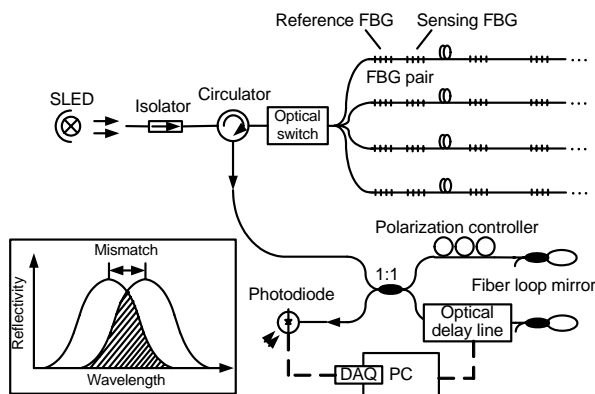 Reference FBG
Sensing FBG
...
FBG pair
SLED
Isolator
Circulator
Optical
switch
...
...
...
Mismatch
Reflectivity
Wavelength
Polarization controller
1:1
Fiber loop mirror
Photodiode
Optical
delay line
DAQ
PC